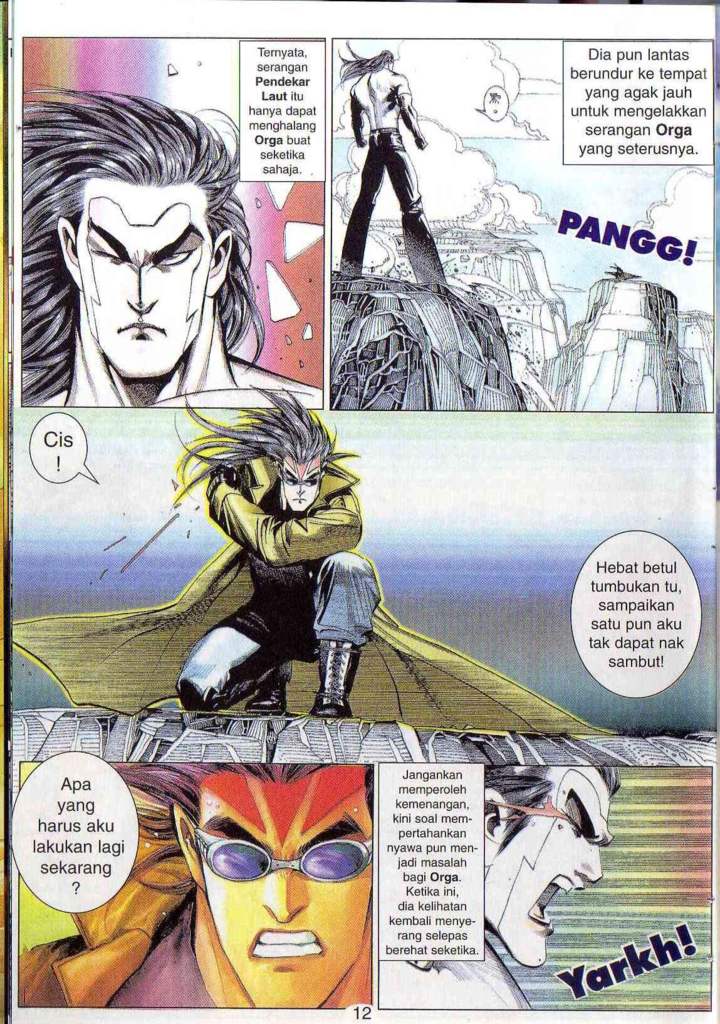 Ternyata,
serangan
Pendekar
Laut itu
hanya dapat
menghalang
Orga buat
seketika
sahaja.
Dia pun lantas
berundur ke tempat
yang agak jauh
untuk mengelakkan
serangan Orga
yang seterusnya.
PANGG!
Cis
!
Hebat betul
tumbukan tu,
sampaikan
satu pun aku
tak dapat nak
sambut!
Apa
yang
harus aku
lakukan lagi
sekarang
?
Jangankan
memperoleh
kemenangan,
kini soal mem-
pertahankan
nyawa pun men-
jadi masalah
bagi Orga.
Ketika ini,
dia kelihatan
kembali menye-
rang selepas
berehat seketika.
Yarkh!
12